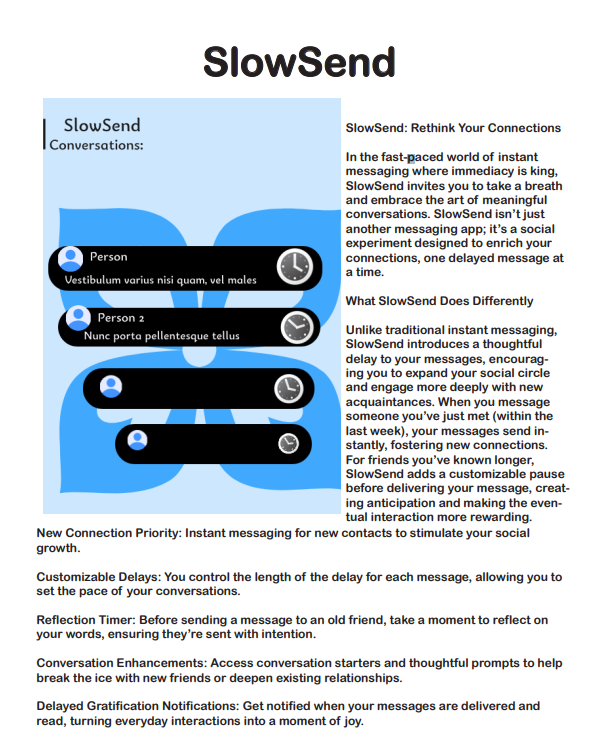 SlowSend
SlowSend
Conversations:
Person
Vestibulum varius nisi quam, vel males
Person 2
Nunc porta pellentesque tellus
SlowSend: Rethink Your Connections
In the fast-paced world of instant
messaging where immediacy is king,
SlowSend invites you to take a breath
and embrace the art of meaningful
conversations. SlowSend isn't just
another messaging app; it's a social
experiment designed to enrich your
connections, one delayed message at
a time.
What SlowSend Does Differently
Unlike traditional instant messaging,
SlowSend introduces a thoughtful
delay to your messages, encourag-
ing you to expand your social circle
and engage more deeply with new
acquaintances. When you message
someone you've just met (within the
last week), your messages send in-
stantly, fostering new connections.
For friends you've known longer,
SlowSend adds a customizable pause
before delivering your message, creat-
ing anticipation and making the even-
tual interaction more rewarding.
New Connection Priority: Instant messaging for new contacts to stimulate your social
growth.
Customizable Delays: You control the length of the delay for each message, allowing you to
set the pace of your conversations.
Reflection Timer: Before sending a message to an old friend, take a moment to reflect on
your words, ensuring they're sent with intention.
Conversation Enhancements: Access conversation starters and thoughtful prompts to help
break the ice with new friends or deepen existing relationships.
Delayed Gratification Notifications: Get notified when your messages are delivered and
read, turning everyday interactions into a moment of joy.